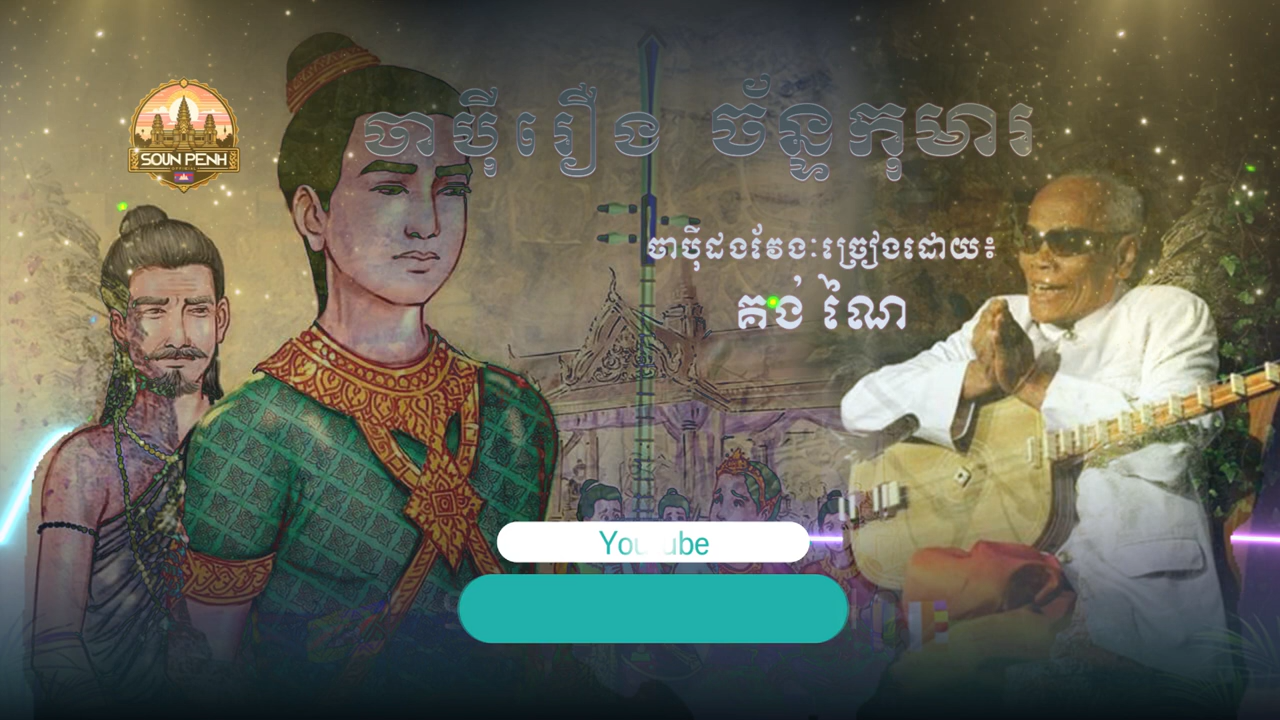 SOUN PENH
OFFICIAL
ចាប៉ីរឿង ច័ន្ទកុមារ
ចាប៉ីដងវែងៈច្រៀងដោយ៖
គង់ ណៃ
YouTube